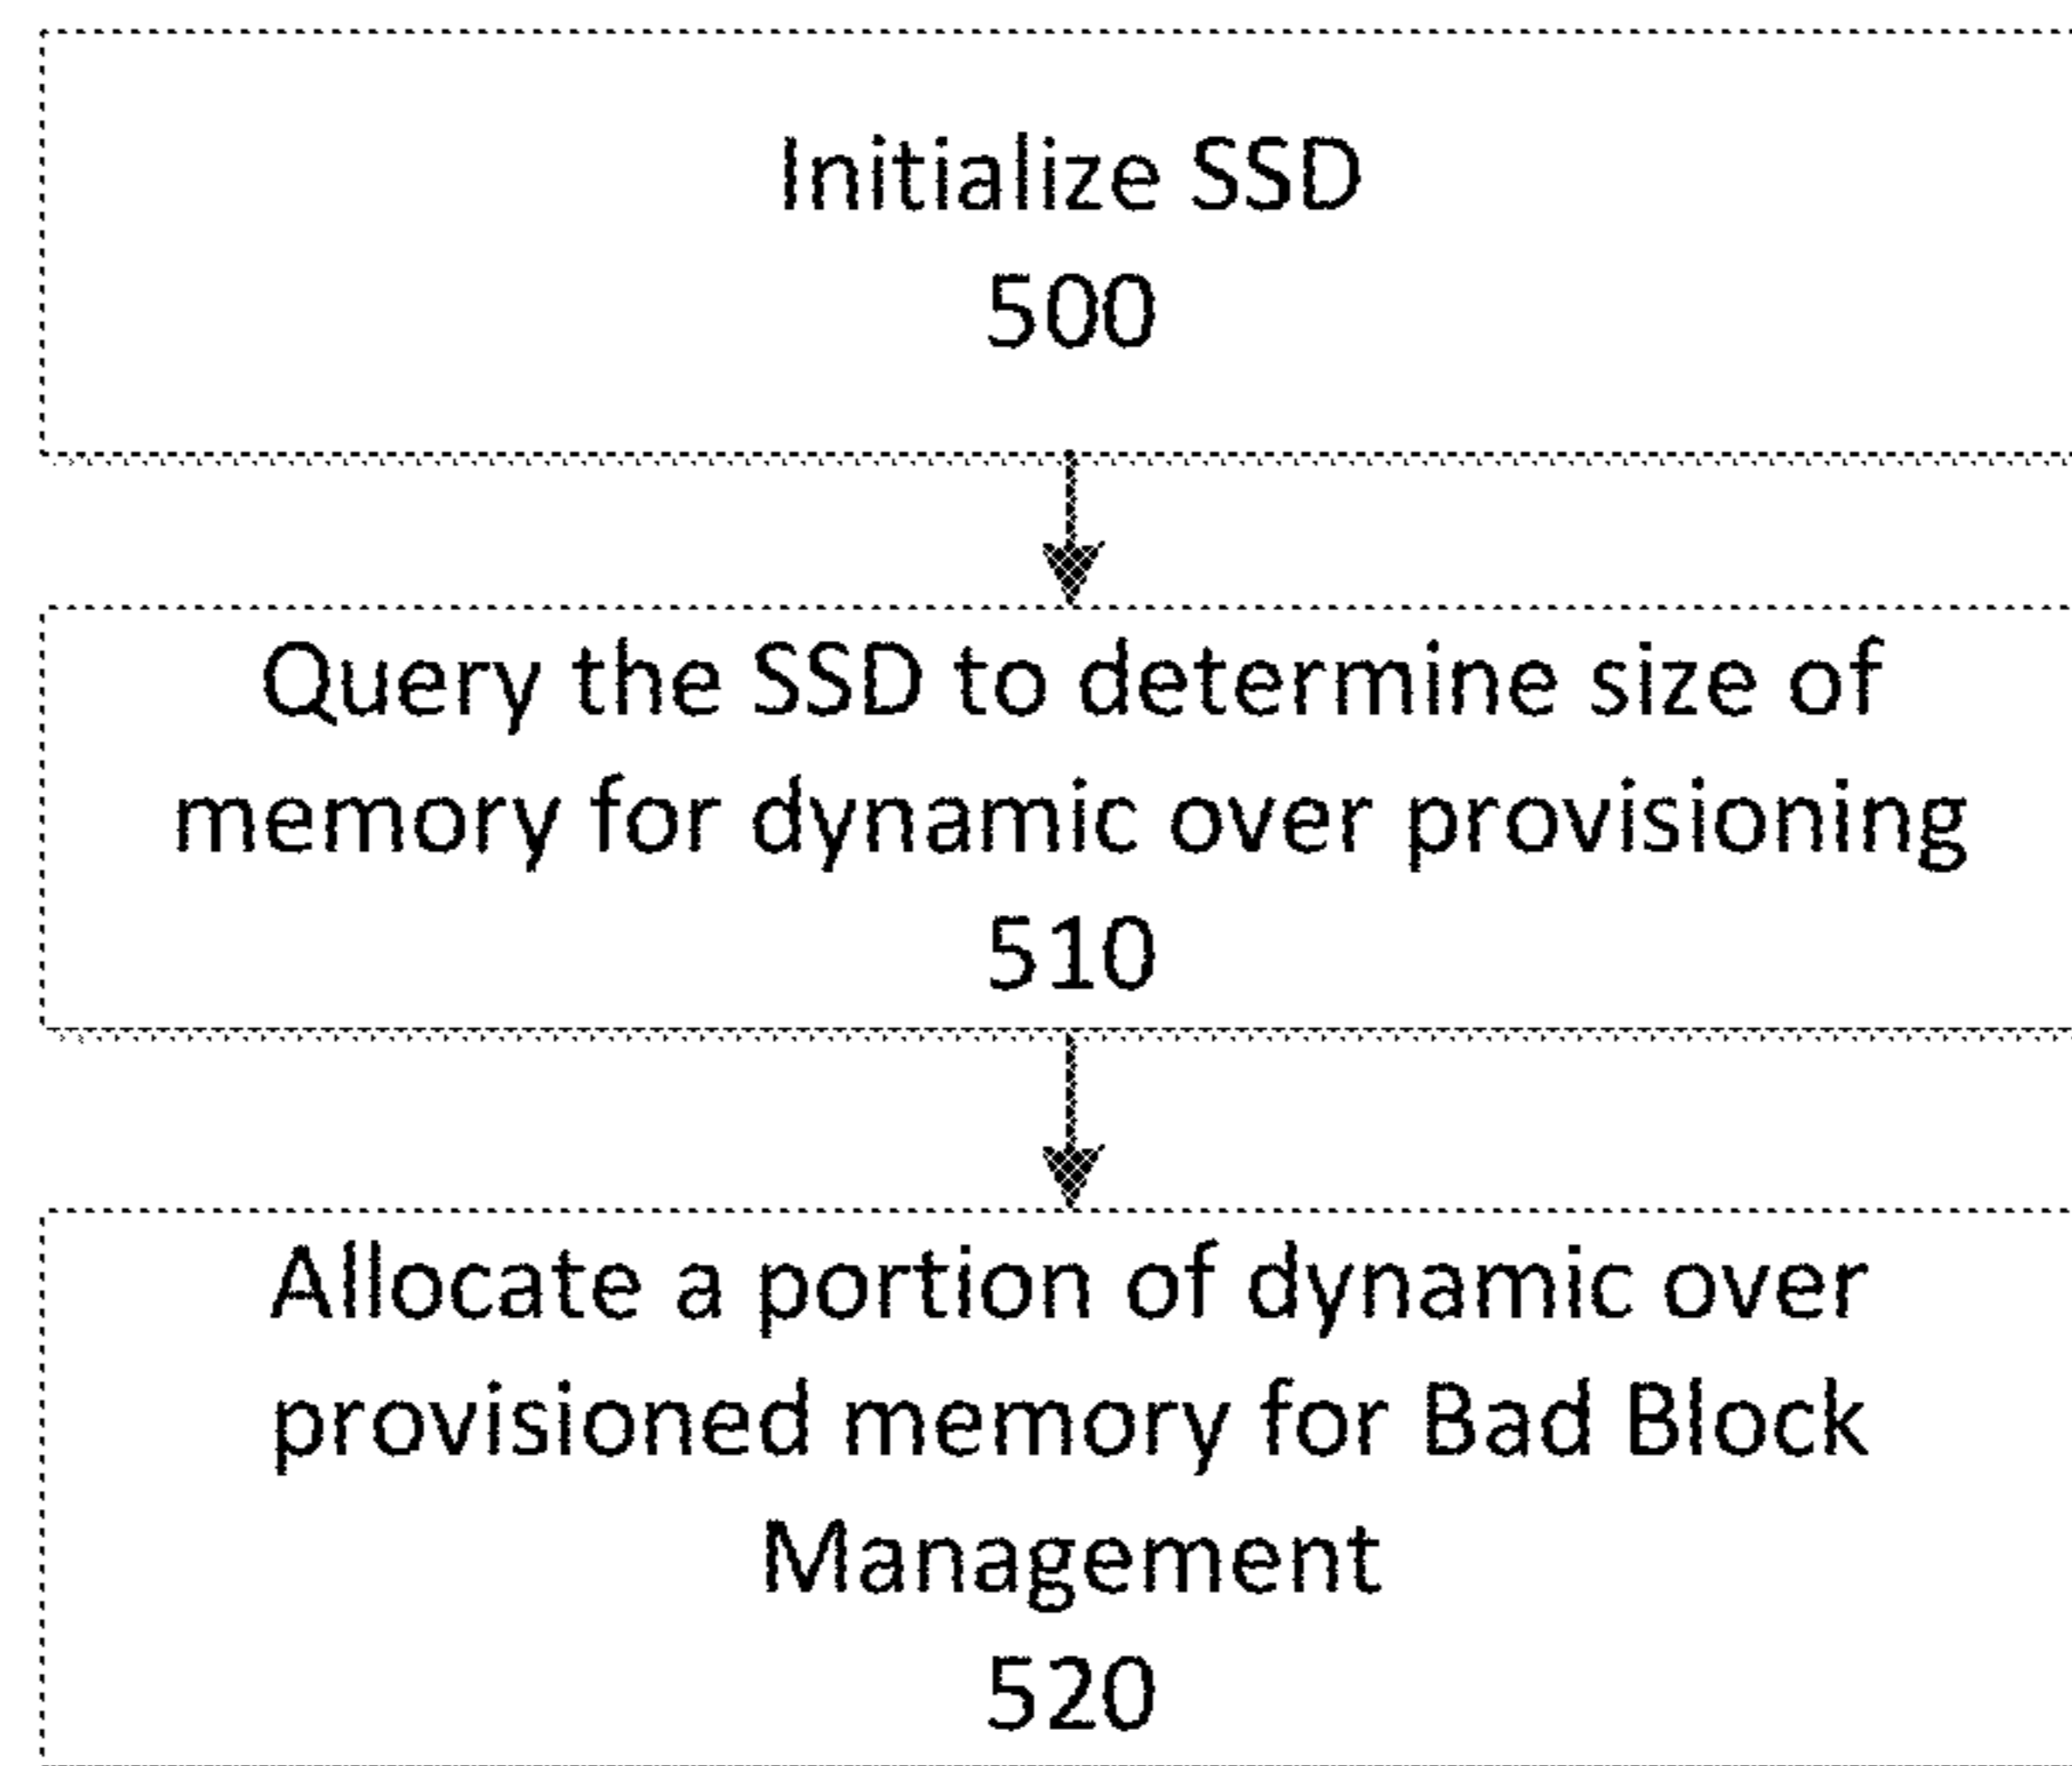 Initialize SSD
500
Query the SSD to determine size of
memory for dynamic over provisioning
510
Allocate a portion of dynamic over
provisioned memory for Bad Block
Management
520